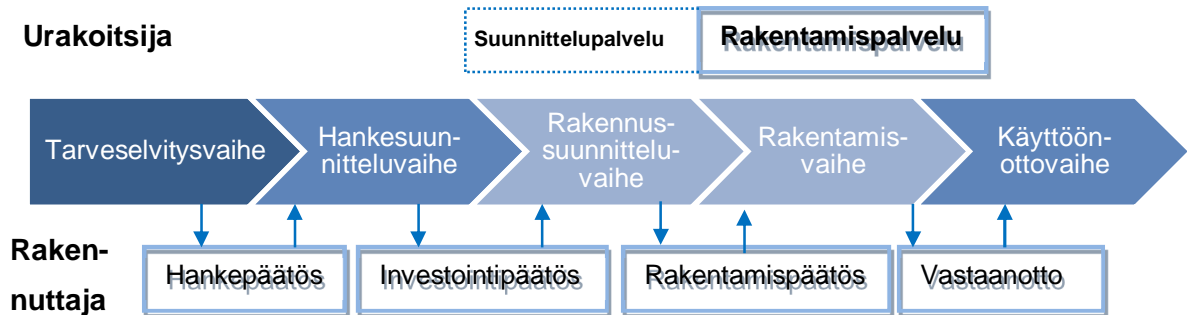 Urakoitsija
Suunnittelupalvelu
Rakentamispalvelu
Tarveselvitysvaihe
Hankesuun-
nitteluvaihe
Rakennus-
suunnittelu-
vaihe
Rakentamis-
vaihe
Käyttöön-
ottovaihe
Raken-
nuttaja
Hankepäätös
Investointipäätös
Rakentamispäätös
Vastaanotto